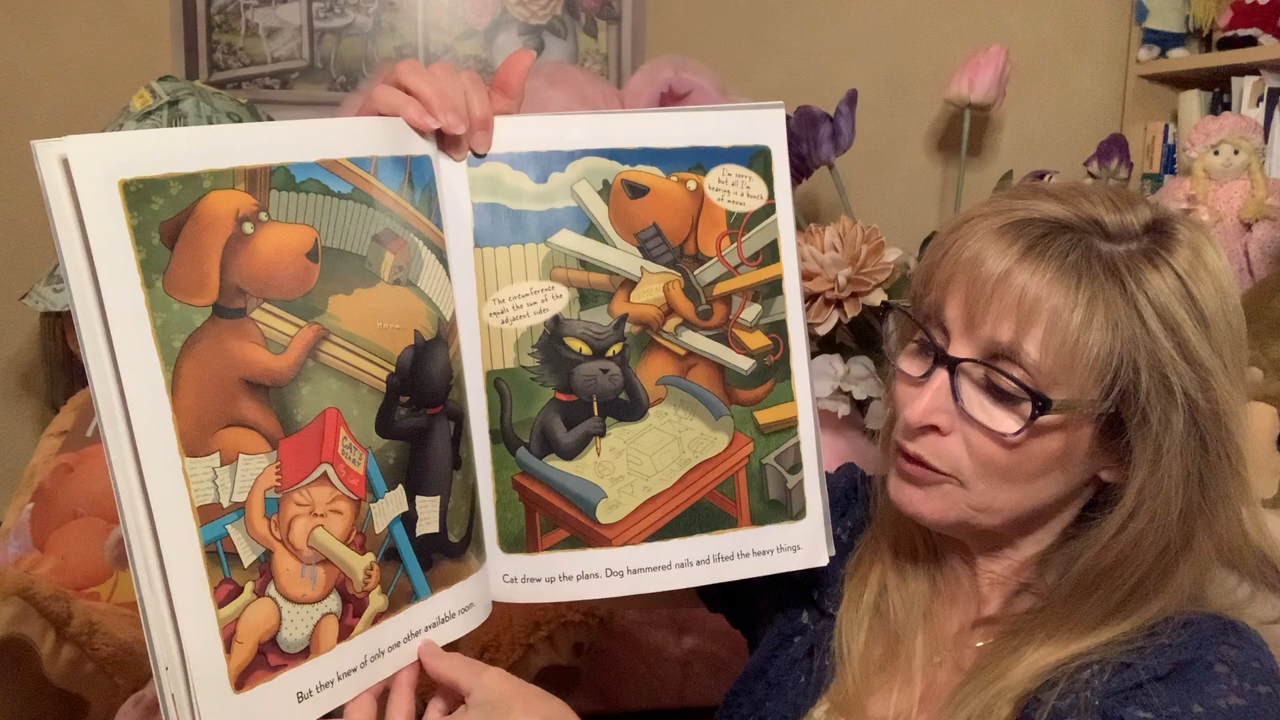 CAT'S
DIARY
By Cat
But they knew of only one other available room.
The circumference
equals the sum of the
adjacent sides.
I'm sorry,
but all I'm
hearing is a bunch
of meows.
Cat drew up the plans. Dog hammered nails and lifted the heavy things.